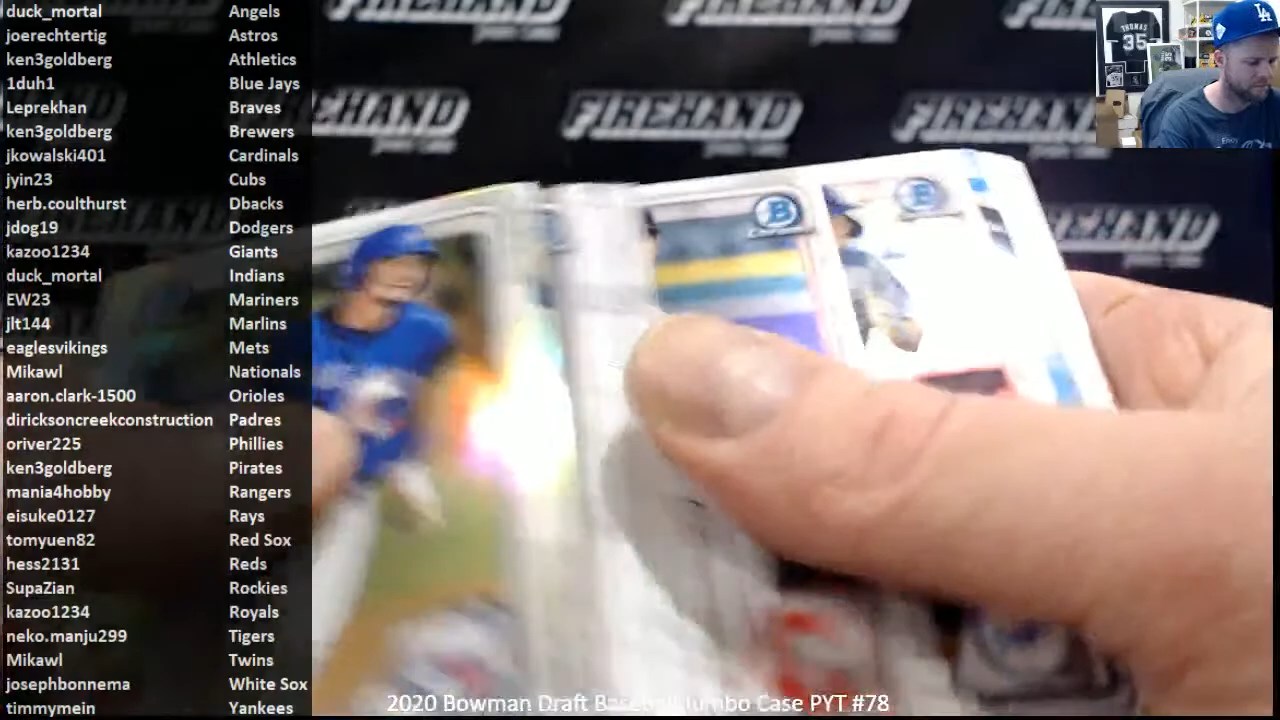 duck_mortal Angels
joerechtertig Astros
ken3goldberg Athletics
1duh1 Blue Jays
Leprekhan Braves
ken3goldberg Brewers
jkowalski401 Cardinals
jyin23 Cubs
herb.coulthurst Dbacks
jdog19 Dodgers
kazoo1234 Giants
duck_mortal Indians
EW23 Mariners
jlt144 Marlins
eaglesvikings Mets
Mikawl Nationals
aaron.clark-1500 Orioles
diricksoncreekconstruction Padres
oriver225 Phillies
ken3goldberg Pirates
mania4hobby Rangers
eisuke0127 Rays
tomyuen82 Red Sox
hess2131 Reds
SupaZian Rockies
kazoo1234 Royals
neko.manju299 Tigers
Mikawl Twins
josephbonnema White Sox
timmymein Yankees
FIREHAND
FIREHAND
FIREHAND
THOMAS
35
LA
B
B
2020 Bowman Draft Baseball Jumbo Case PYT #78